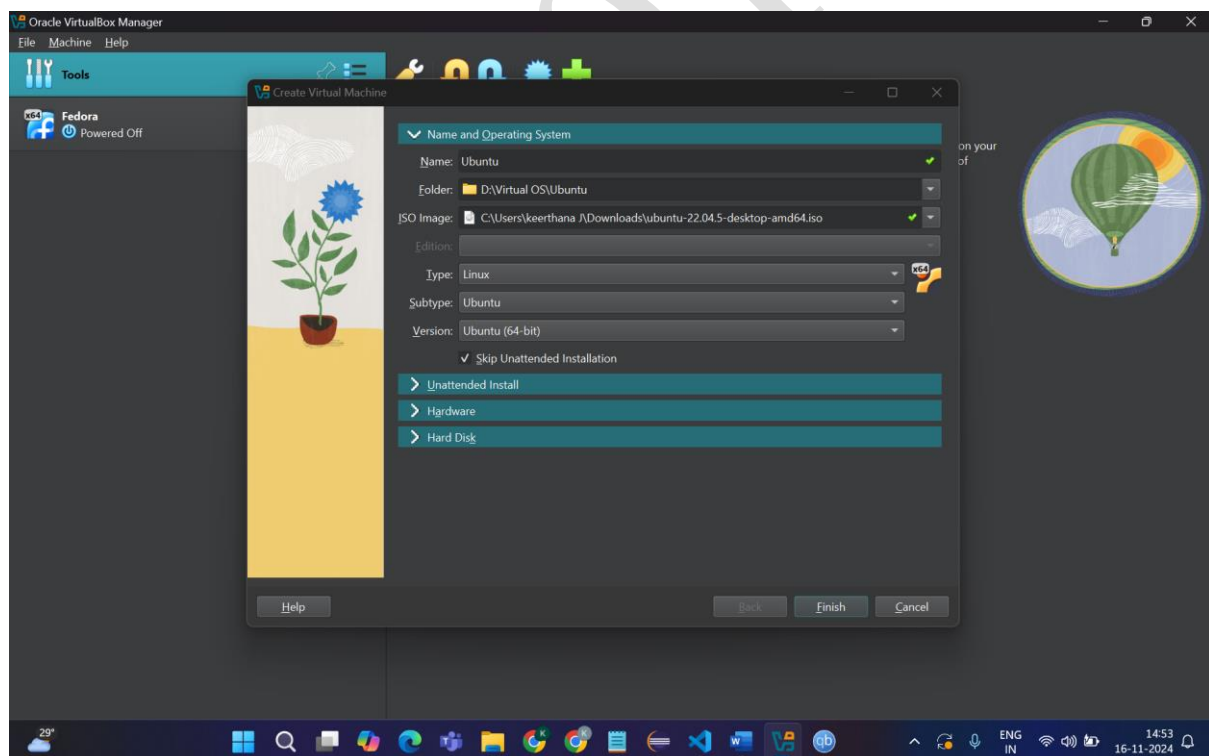 Oracle VirtualBox Manager
File Machine Help
Tools
x64
Fedora
Powered Off
Create Virtual Machine
Name and Operating System
Name: Ubuntu
Folder: D:\Virtual OS\Ubuntu
ISO Image: C:\Users\keerthana J\Downloads\ubuntu-22.04.5-desktop-amd64.iso
Edition:
Type: Linux
x64
Subtype: Ubuntu
Version: Ubuntu (64-bit)
Skip Unattended Installation
Unattended Install
Hardware
Hard Disk
on your
of
Help Back Finish Cancel
29°
K
K
W
qb
ENG
IN
14:53
16-11-2024